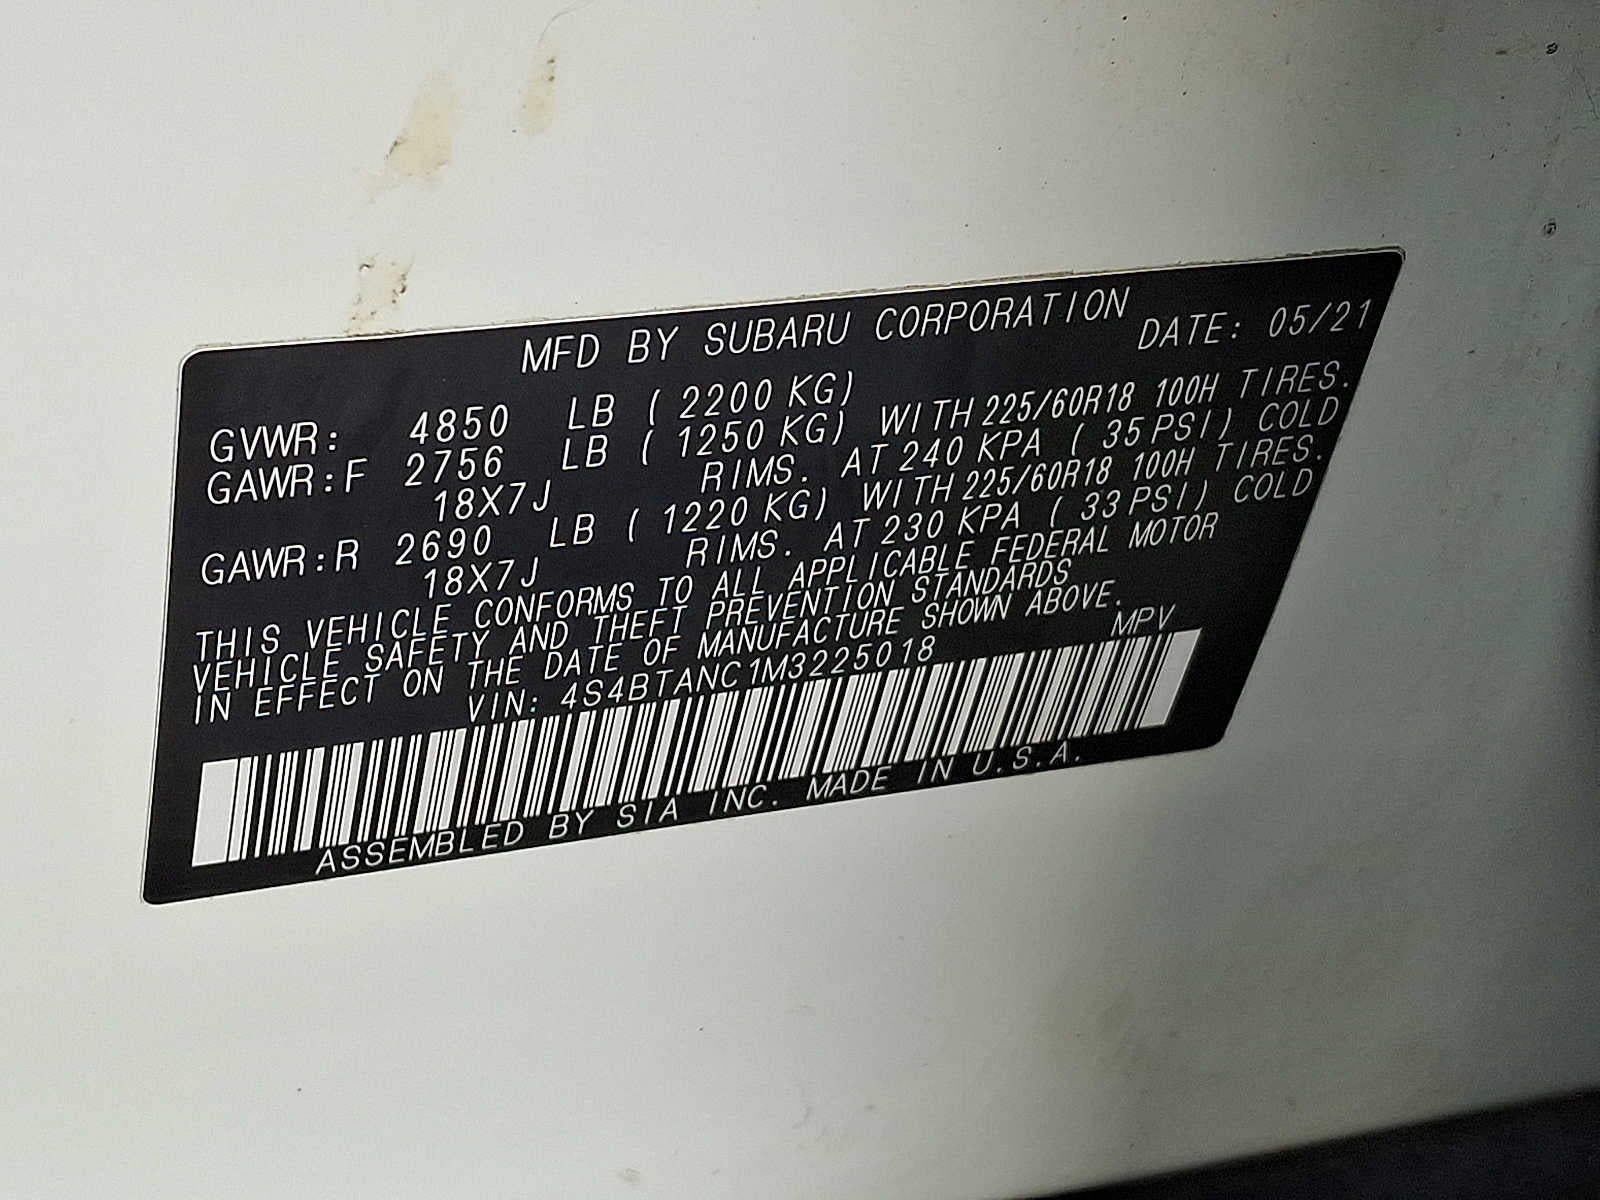 MFD BY SUBARU CORPORATION
DATE: 05/21
GVWR: 4850 LB (2200 KG)
GAWR:F 2756 LB (1250 KG) WITH 225/60R18 100H TIRES.
18X7J RIMS. AT 240 KPA (35 PSI) COLD
GAWR:R 2690 LB (1220 KG) WITH 225/60R18 100H TIRES.
18X7J RIMS. AT 230 KPA (33 PSI) COLD
THIS VEHICLE CONFORMS TO ALL APPLICABLE FEDERAL MOTOR
VEHICLE SAFETY AND THEFT PREVENTION STANDARDS
IN EFFECT ON THE DATE OF MANUFACTURE SHOWN ABOVE.
VIN: 4S4BTANC1M3225018 MPV
ASSEMBLED BY SIA INC. MADE IN U.S.A.